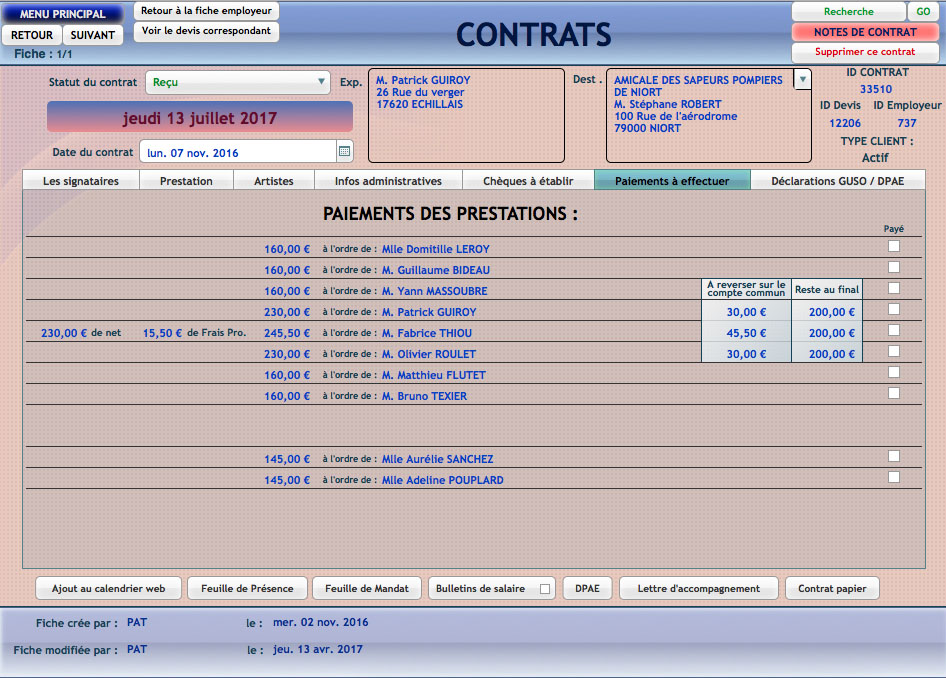 MENU PRINCIPAL
RETOUR SUIVANT
Fiche : 1/1
Retour à la fiche employeur
Voir le devis correspondant
CONTRATS
Recherche GO
NOTES DE CONTRAT
Supprimer ce contrat
Statut du contrat Reçu
jeudi 13 juillet 2017
Date du contrat lun. 07 nov. 2016
Exp.
M. Patrick GUIROY
26 Rue du verger
17620 ECHILLAIS
Dest .
AMICALE DES SAPEURS POMPIERS
DE NIORT
M. Stéphane ROBERT
100 Rue de l'aérodrome
79000 NIORT
ID CONTRAT
33510
ID Devis ID Employeur
12206 737
TYPE CLIENT :
Actif
Les signataires Prestation Artistes Infos administratives Chèques à établir Paiements à effectuer Déclarations GUSO / DPAE
PAIEMENTS DES PRESTATIONS :
Payé
160,00 € à l'ordre de : Mlle Domitille LEROY
160,00 € à l'ordre de : M. Guillaume BIDEAU
160,00 € à l'ordre de : M. Yann MASSOUBRE
A reverser sur le
compte commun
Reste au final
230,00 € à l'ordre de : M. Patrick GUIROY 30,00 € 200,00 €
230,00 € de net 15,50 € de Frais Pro. 245,50 € à l'ordre de : M. Fabrice THIOU 45,50 € 200,00 €
230,00 € à l'ordre de : M. Olivier ROULET 30,00 € 200,00 €
160,00 € à l'ordre de : M. Matthieu FLUTET
160,00 € à l'ordre de : M. Bruno TEXIER
145,00 € à l'ordre de : Mlle Aurélie SANCHEZ
145,00 € à l'ordre de : Mlle Adeline POUPLARD
Ajout au calendrier web Feuille de Présence Feuille de Mandat Bulletins de salaire DPAE Lettre d'accompagnement Contrat papier
Fiche crée par : PAT le : mer. 02 nov. 2016
Fiche modifiée par : PAT le : jeu. 13 avr. 2017